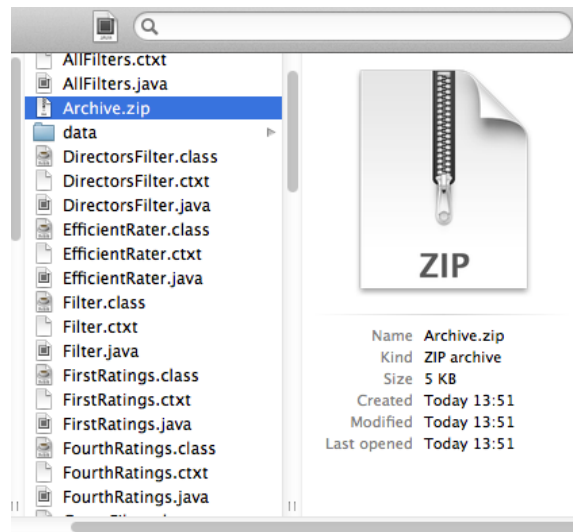 AllFilters.ctxt
AllFilters.java
Archive.zip
data
DirectorsFilter.class
DirectorsFilter.ctxt
DirectorsFilter.java
EfficientRater.class
EfficientRater.ctxt
EfficientRater.java
Filter.class
Filter.ctxt
Filter.java
FirstRatings.class
FirstRatings.ctxt
FirstRatings.java
FourthRatings.class
FourthRatings.ctxt
FourthRatings.java
ZIP
Name Archive.zip
Kind ZIP archive
Size 5 KB
Created Today 13:51
Modified Today 13:51
Last opened Today 13:51